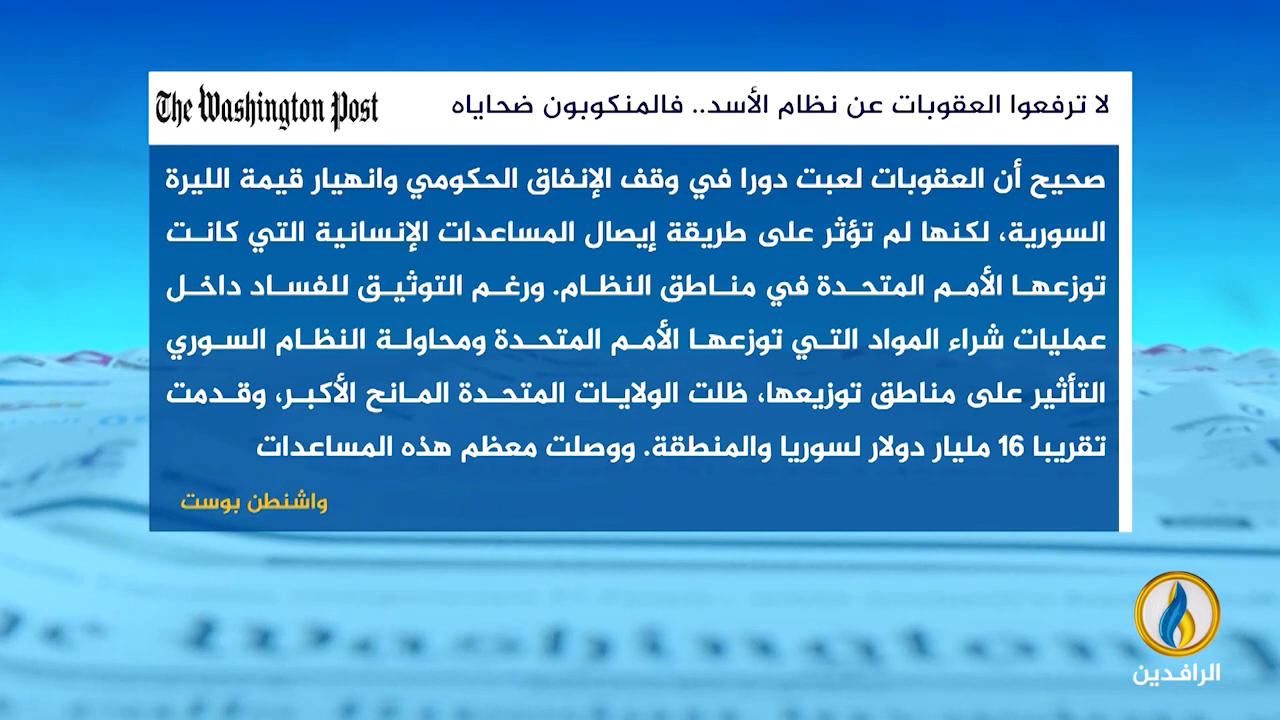 لا ترفعوا العقوبات عن نظام الأسد.. فالمنكوبون ضحاياه
The Washington Post
صحيح أن العقوبات لعبت دورا في وقف الإنفاق الحكومي وانهيار قيمة الليرة
السورية، لكنها لم تؤثر على طريقة إيصال المساعدات الإنسانية التي كانت
توزعها الأمم المتحدة في مناطق النظام. ورغم التوثيق للفساد داخل
عمليات شراء المواد التي توزعها الأمم المتحدة ومحاولة النظام السوري
التأثير على مناطق توزيعها، ظلت الولايات المتحدة المانح الأكبر، وقدمت
تقريبا 16 مليار دولار لسوريا والمنطقة. ووصلت معظم هذه المساعدات
واشنطن بوست
الرافدين